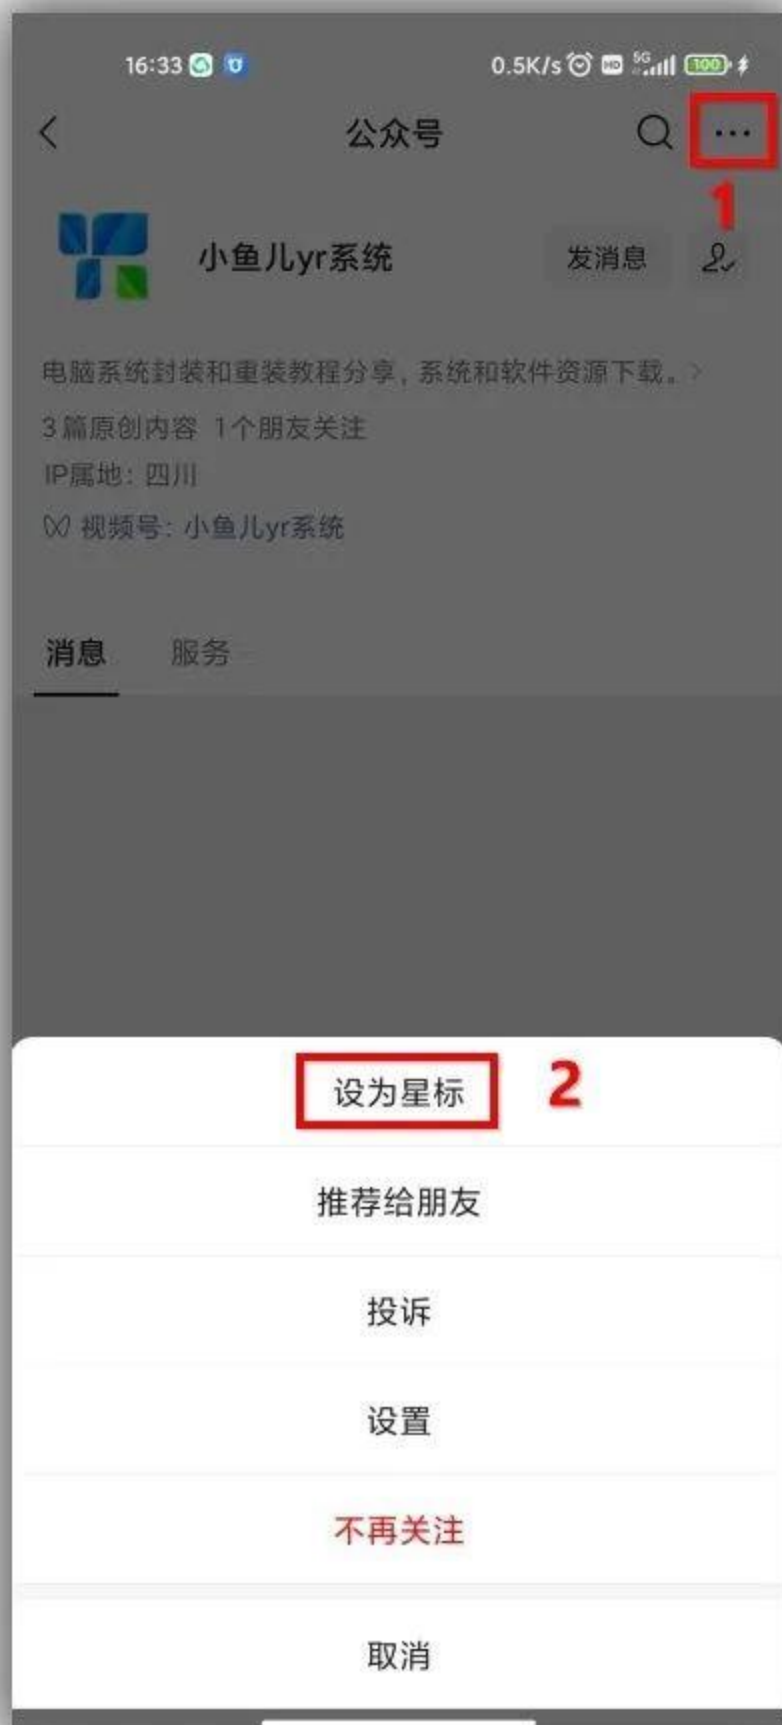 16:33 0.5K/s HD 5G 100
公众号
1
小鱼儿yr系统 发消息
电脑系统封装和重装教程分享，系统和软件资源下载。
3篇原创内容 1个朋友关注
IP属地：四川
视频号：小鱼儿yr系统
消息 服务
设为星标 2
推荐给朋友
投诉
设置
不再关注
取消